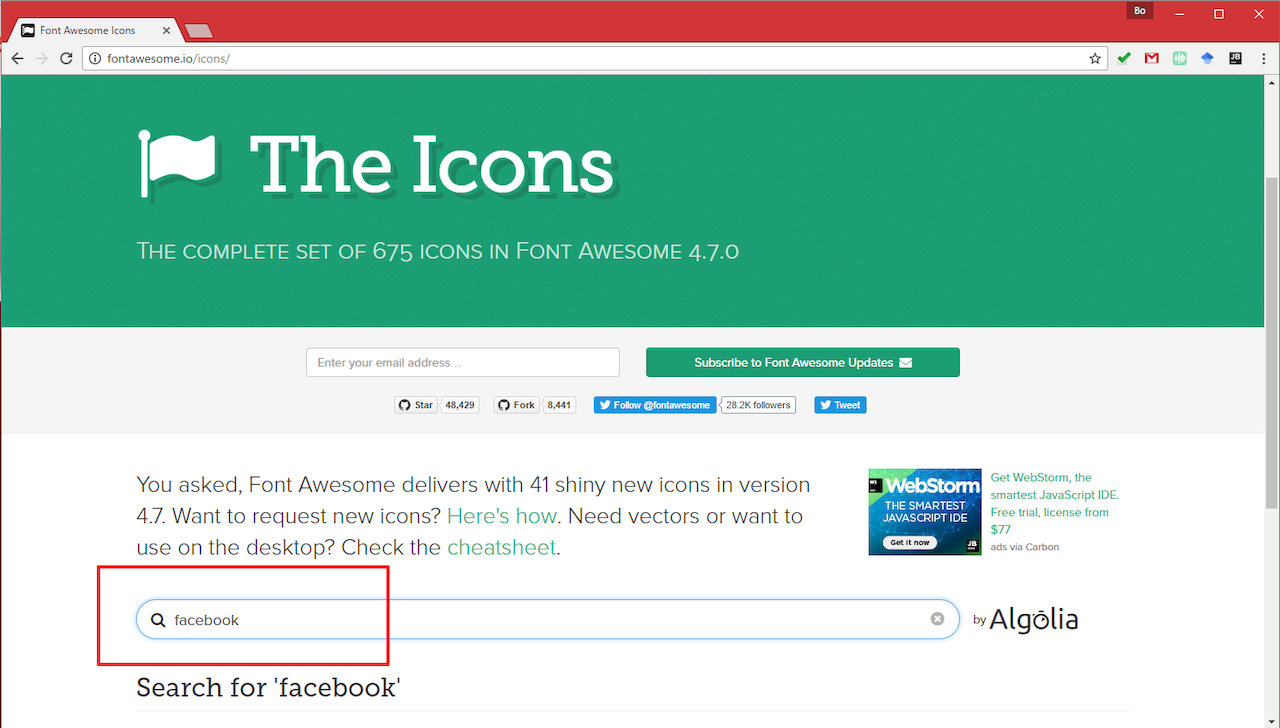 Bo
Font Awesome Icons
fontawesome.io/icons/
JB
The Icons
The complete set of 675 icons in Font Awesome 4.7.0
Enter your email address...
Subscribe to Font Awesome Updates
Star 48,429 Fork 8,441 Follow @fontawesome 28.2K followers Tweet
You asked, Font Awesome delivers with 41 shiny new icons in version
4.7. Want to request new icons? Here's how. Need vectors or want to
use on the desktop? Check the cheatsheet.
WS
WebStorm
THE SMARTEST
JAVASCRIPT IDE
Get it now
JB
Get WebStorm, the
smartest JavaScript IDE.
Free trial, license from
$77
ads via Carbon
facebook
by Algolia
Search for 'facebook'